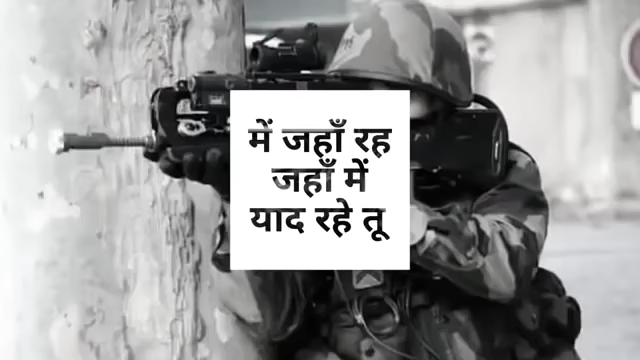 में जहाँ रह
जहाँ में
याद रहे तू